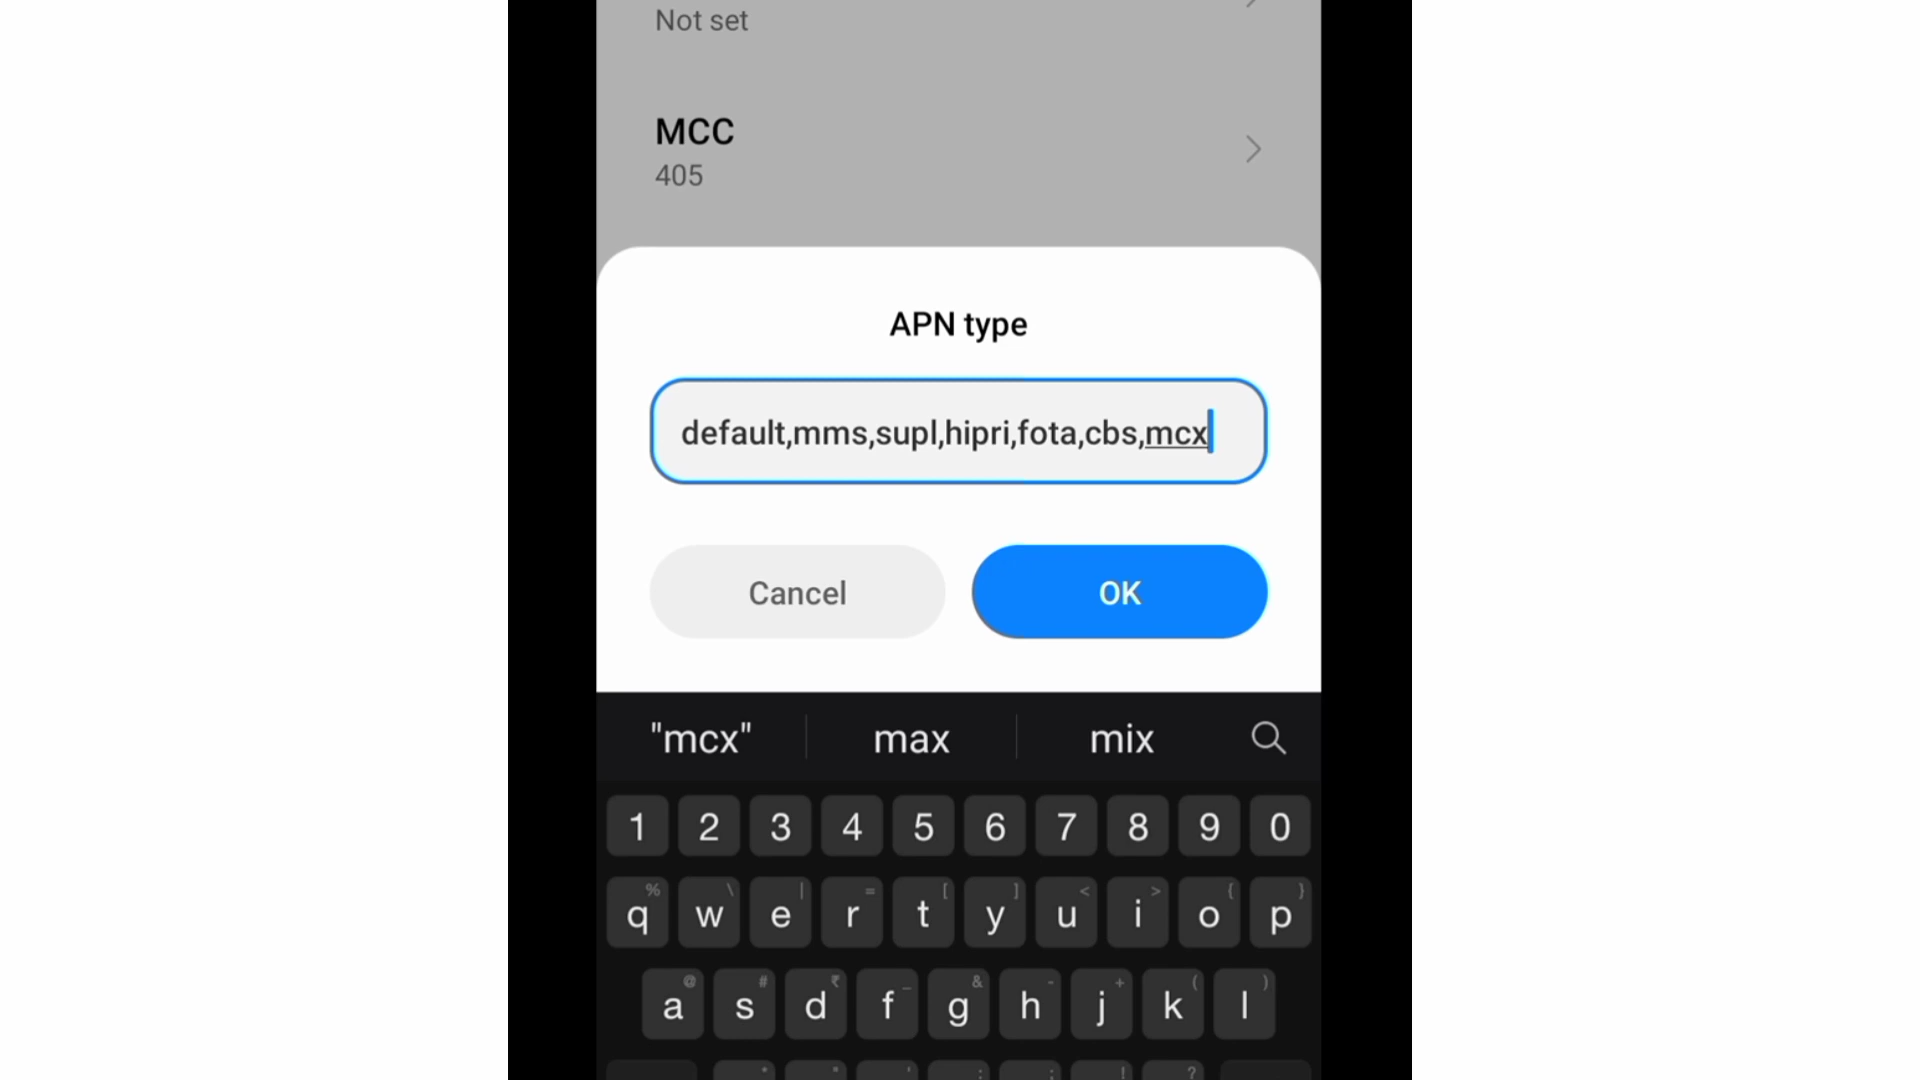 Not set
MCC
405
APN type
default,mms,supl,hipri,fota,cbs,mcx
Cancel OK
"mcx" max mix
1 2 3 4 5 6 7 8 9 0
% \ | = [ ] < > { }
q w e r t y u i o p
@ # ₹ _ & - + ( )
a s d f g h j k l
* " ' : ; ! ?